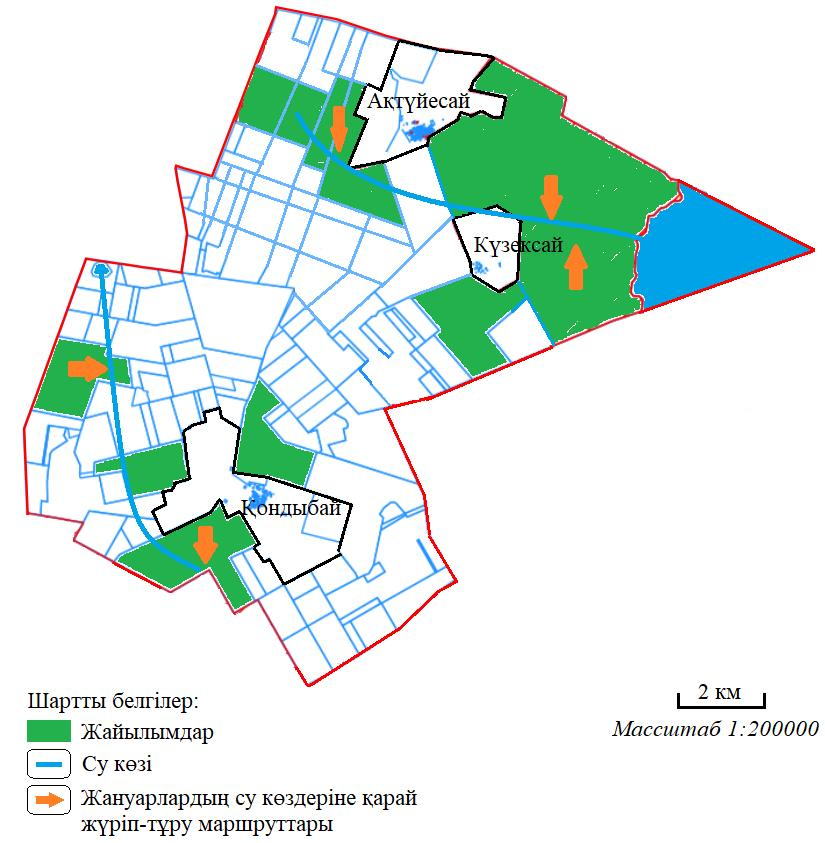 Ақтүйесай
Күзексай
Қондыбай
Шартты белгілер:
Жайылымдар
Су көзі
Жануарлардың су көздеріне қарай
жүріп-тұру маршруттары
2 км
Масштаб 1:200000